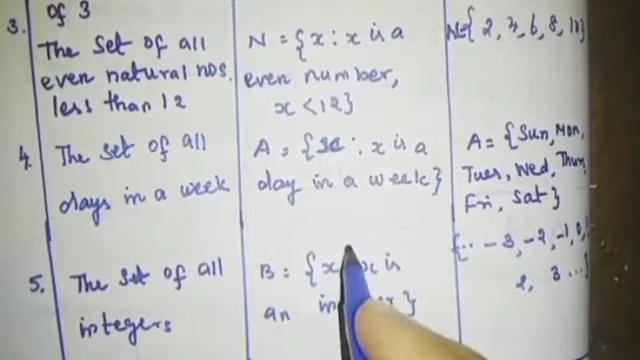 of 3
3.
The set of all
even natural nos.
less than 12
N = {x : x is a
even number,
x < 12}
N={ 2, 4, 6, 8, 10}
4.
The set of all
days in a week
A = {x : x is a
day in a week}
A = {Sun, Mon,
Tues, Wed, Thur,
Fri, Sat}
5.
The set of all
integers
B = { x is
an }
{.. -3, -2, -1, 0,
2, 3 ...}